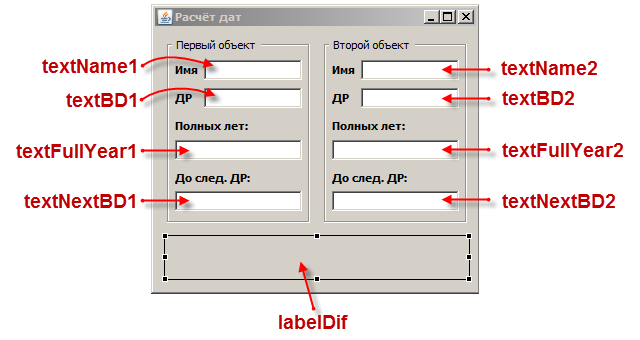 Расчёт дат
Первый объект
Второй объект
textName1
Имя
Имя
textName2
textBD1
ДР
ДР
textBD2
Полных лет:
Полных лет:
textFullYear1
textFullYear2
До след. ДР:
До след. ДР:
textNextBD1
textNextBD2
labelDif